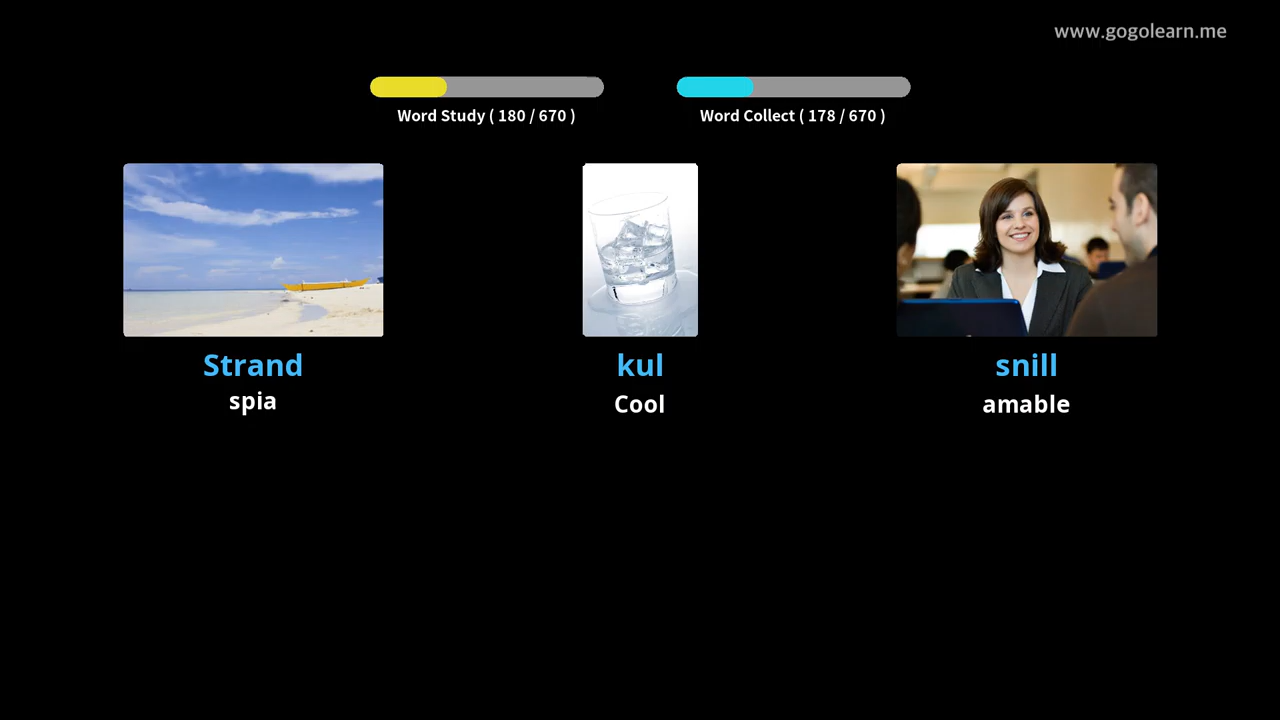 www.gogolearn.me
Word Study ( 180 / 670 )
Word Collect ( 178 / 670 )
Strand
kul
snill
spia
Cool
amable